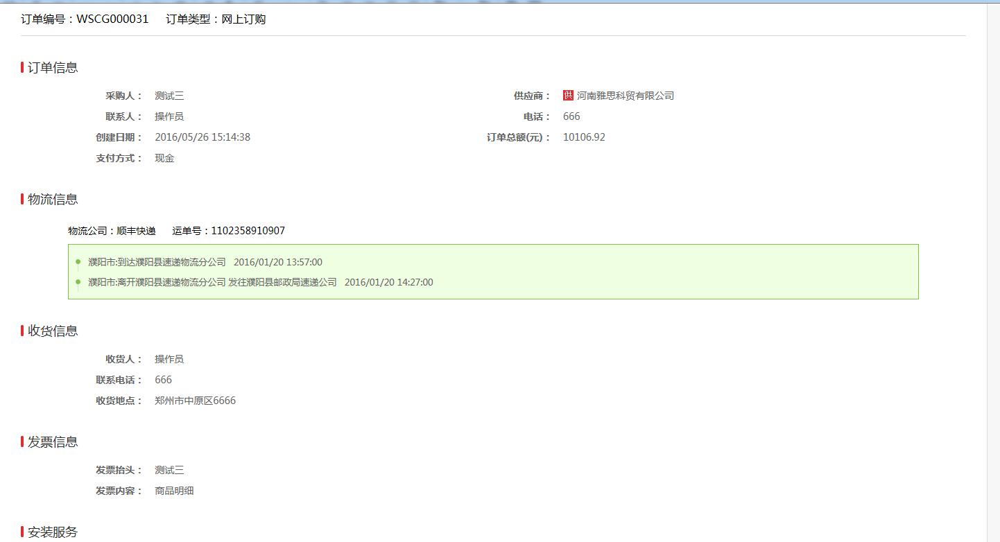 订单编号：WSCG000031 订单类型：网上订购
订单信息
采购人： 测试三 供应商： 供 河南雅思科贸有限公司
联系人： 操作员 电话： 666
创建日期： 2016/05/26 15:14:38 订单总额(元)： 10106.92
支付方式： 现金
物流信息
物流公司：顺丰快递 运单号：1102358910907
濮阳市:到达濮阳县速递物流分公司 2016/01/20 13:57:00
濮阳市:离开濮阳县速递物流分公司 发往濮阳县邮政局速递公司 2016/01/20 14:27:00
收货信息
收货人： 操作员
联系电话： 666
收货地点： 郑州市中原区6666
发票信息
发票抬头： 测试三
发票内容： 商品明细
安装服务